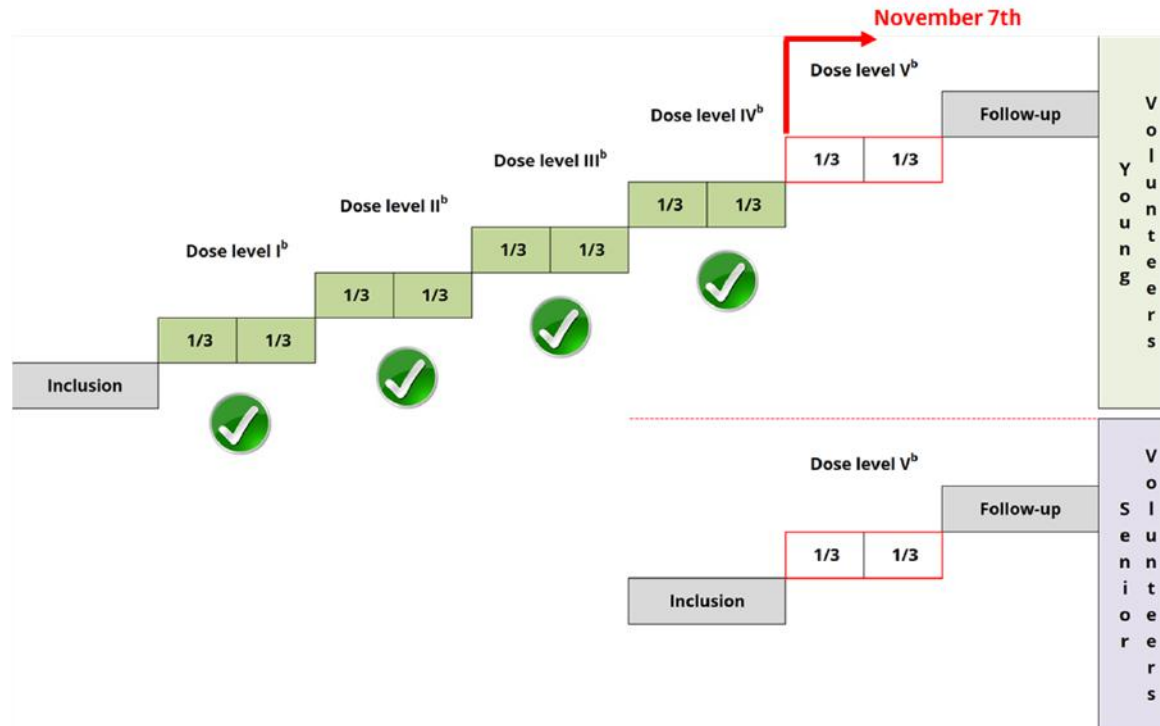 November 7th
Dose level V^b
Follow-up
Dose level IV^b
1/3 1/3
Dose level III^b
1/3 1/3
Dose level II^b
1/3 1/3
Dose level I^b
1/3 1/3
1/3 1/3
Inclusion
Young
Volunteers
Dose level V^b
Follow-up
1/3 1/3
Inclusion
Senior
Volunteers